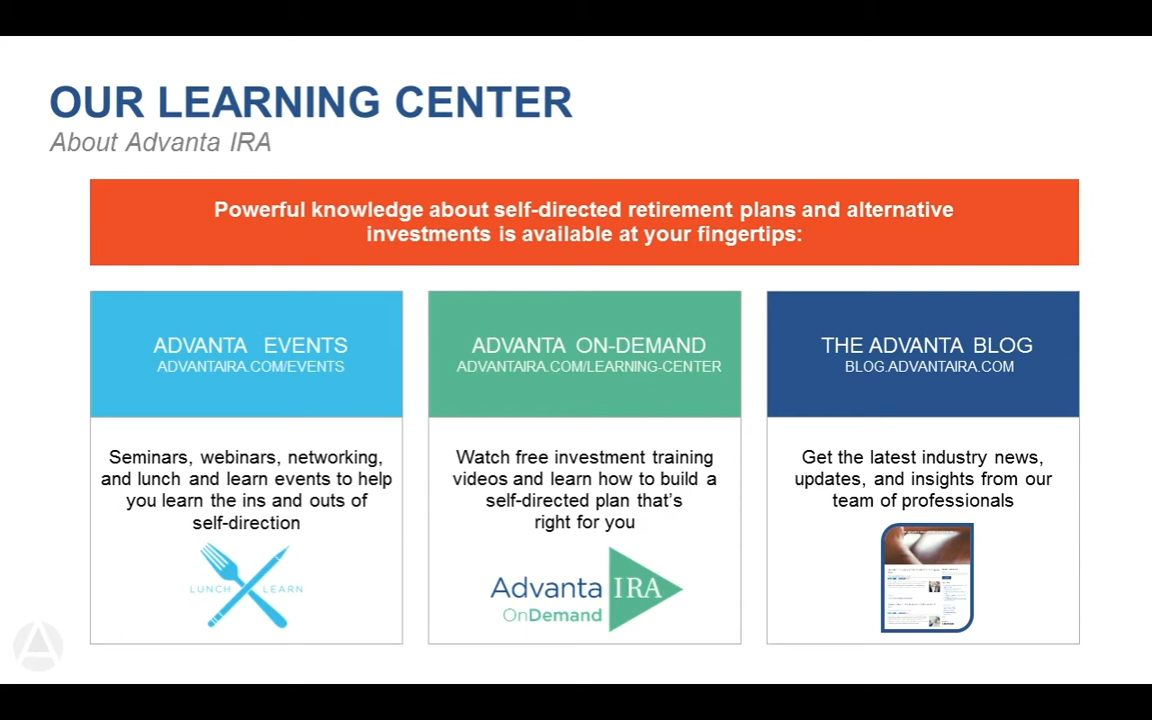 OUR LEARNING CENTER
About Advanta IRA
Powerful knowledge about self-directed retirement plans and alternative
investments is available at your fingertips:
ADVANTA EVENTS
ADVANTAIRA.COM/EVENTS
Seminars, webinars, networking,
and lunch and learn events to help
you learn the ins and outs of
self-direction
LUNCH LEARN
ADVANTA ON-DEMAND
ADVANTAIRA.COM/LEARNING-CENTER
Watch free investment training
videos and learn how to build a
self-directed plan that's
right for you
Advanta IRA
OnDemand
THE ADVANTA BLOG
BLOG.ADVANTAIRA.COM
Get the latest industry news,
updates, and insights from our
team of professionals